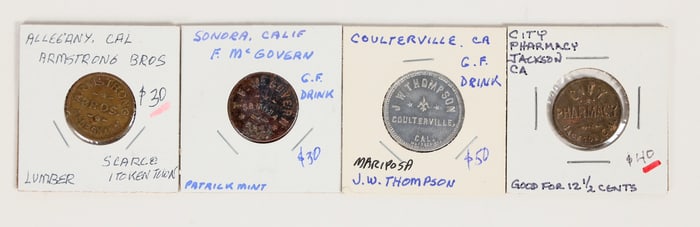 ALLEGANY, CAL
ARMSTRONG BROS
$30
SCARCE
1 TOKEN TOWN
LUMBER
SONORA, CALIF
F. McGOVERN
G.F.
DRINK
$30
PATRICK MINT
COULTERVILLE, CA
G.F.
DRINK
J.W. THOMPSON
COULTERVILLE,
CAL.
MARIPOSA
$50
J.W. THOMPSON
CITY
PHARMACY
JACKSON
CA
CITY
PHARMACY
$40
GOOD FOR 12 1/2 CENTS